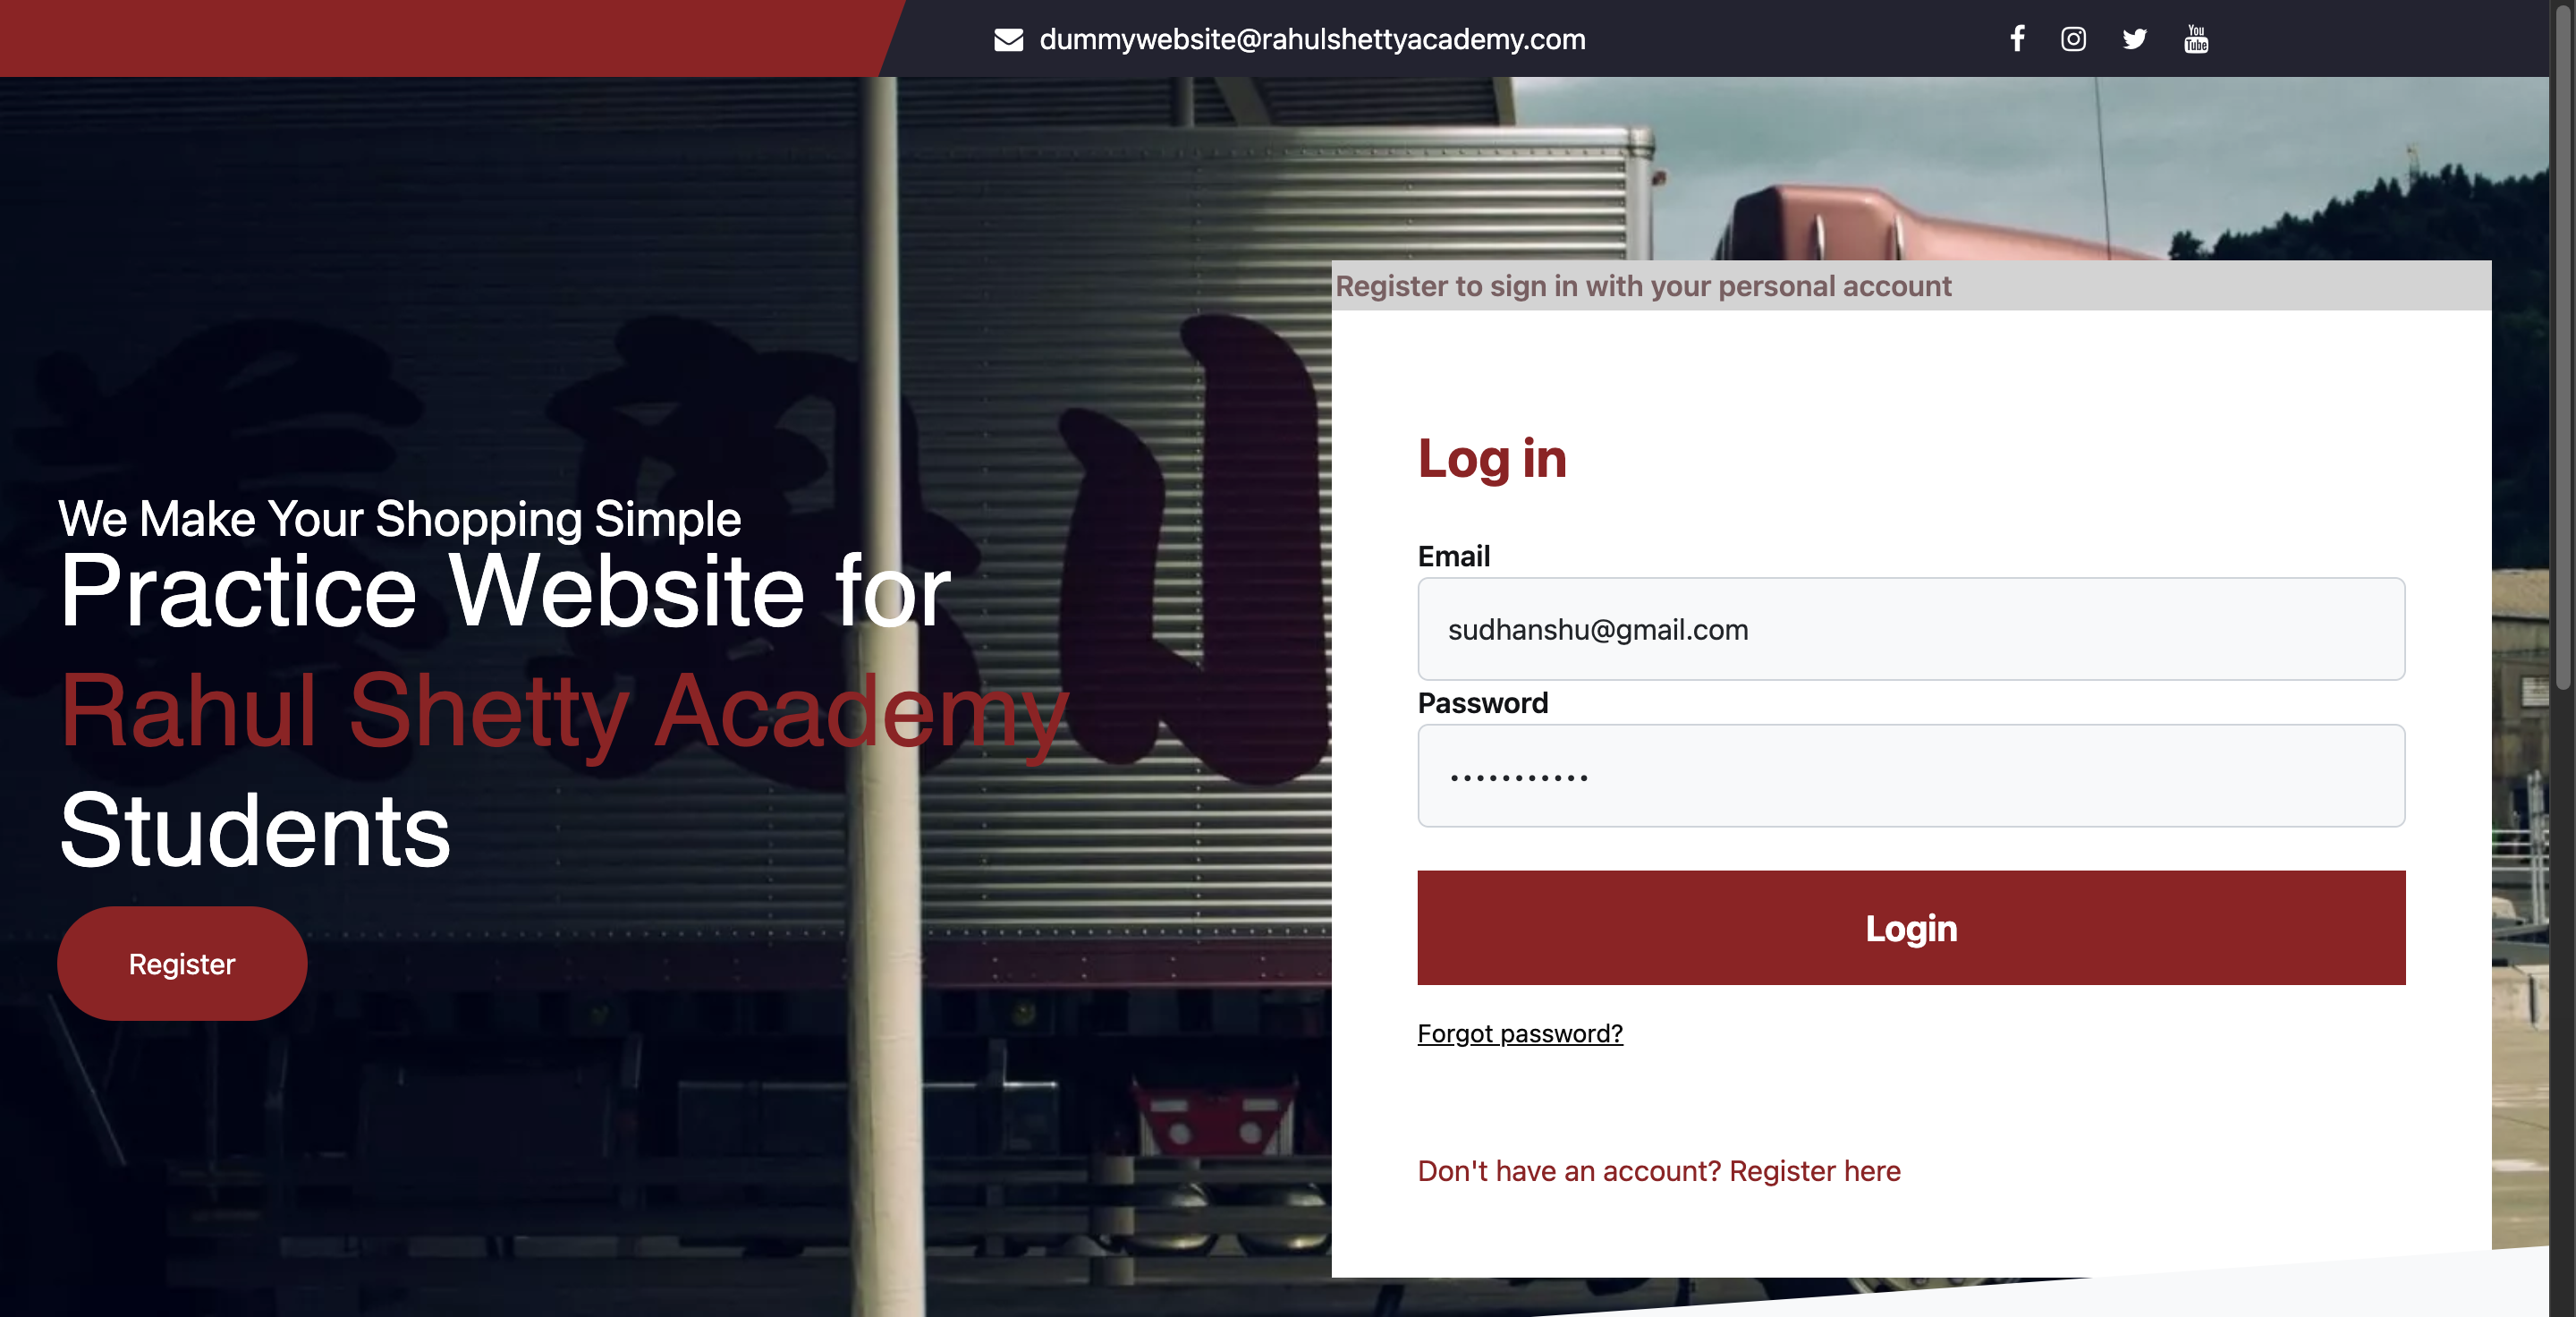 dummywebsite@rahulshettyacademy.com
You
Tube
Register to sign in with your personal account
We Make Your Shopping Simple
Practice Website for
Rahul Shetty Academy
Students
Register
Log in
Email
sudhanshu@gmail.com
Password
Login
Forgot password?
Don't have an account? Register here